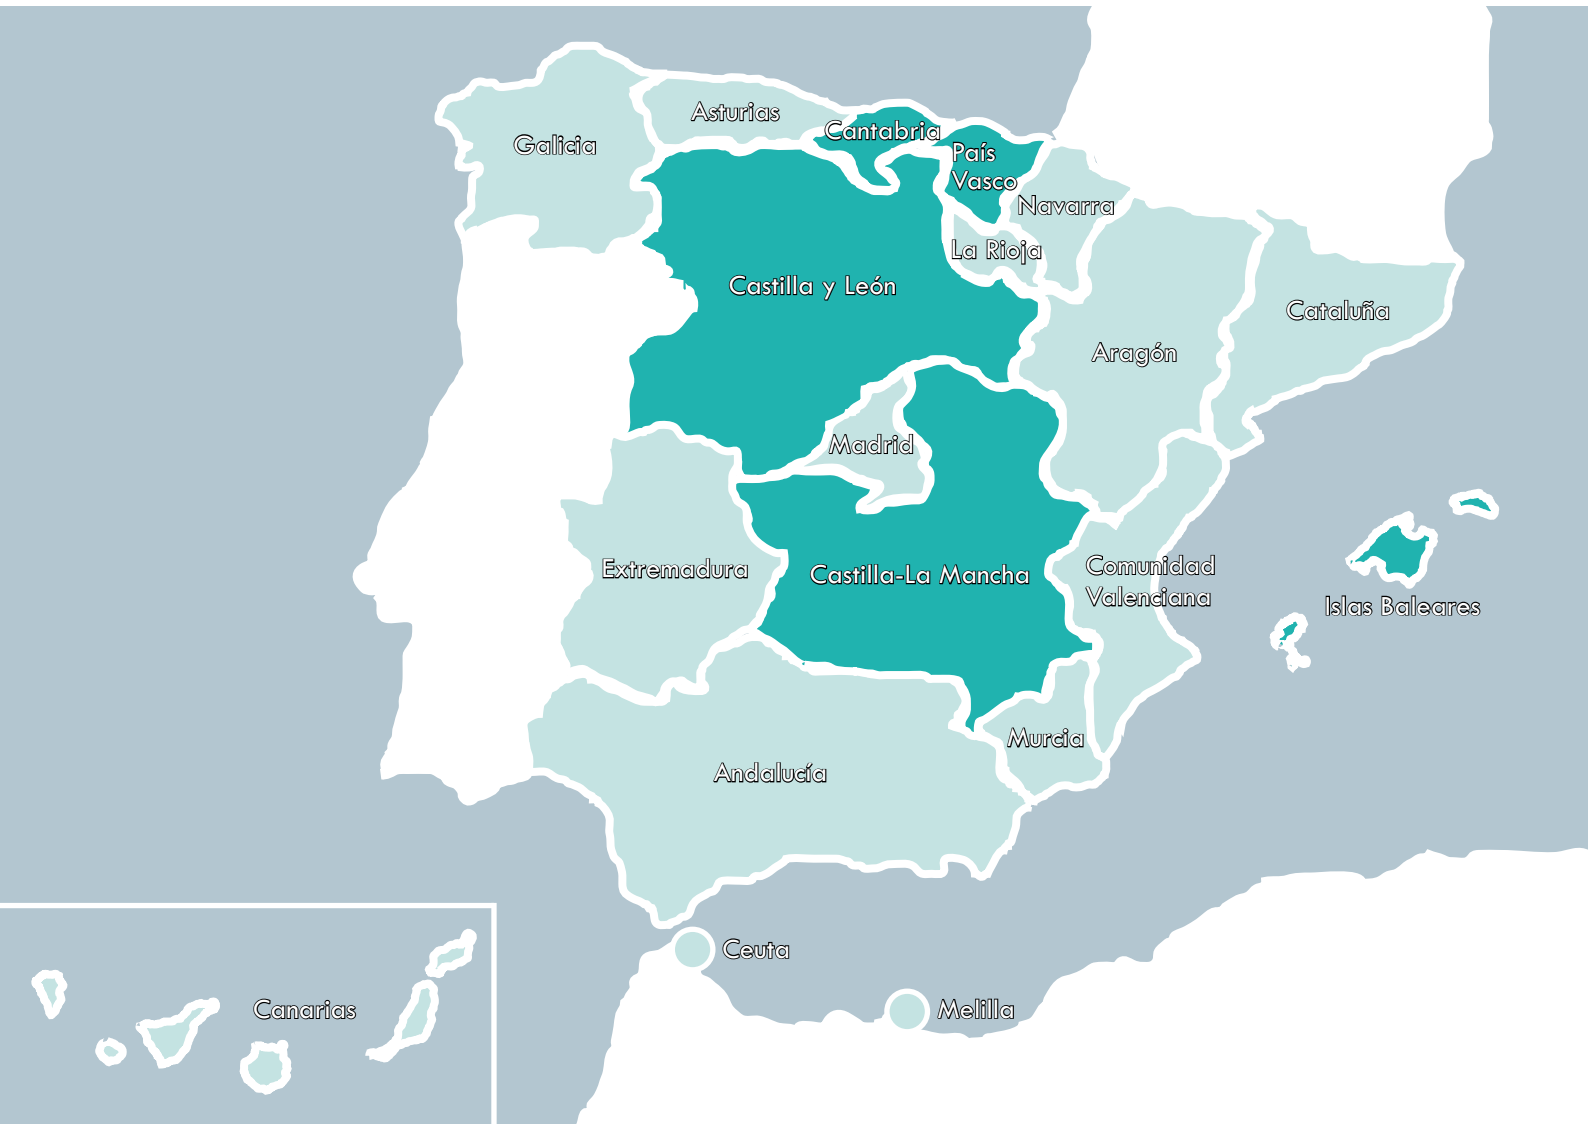 Asturias
Cantabria
Galicia
País
Vasco
Navarra
La Rioja
Castilla y León
Cataluña
Aragón
Madrid
Extremadura
Castilla-La Mancha
Comunidad
Valenciana
Islas Baleares
Murcia
Andalucía
Ceuta
Canarias
Melilla